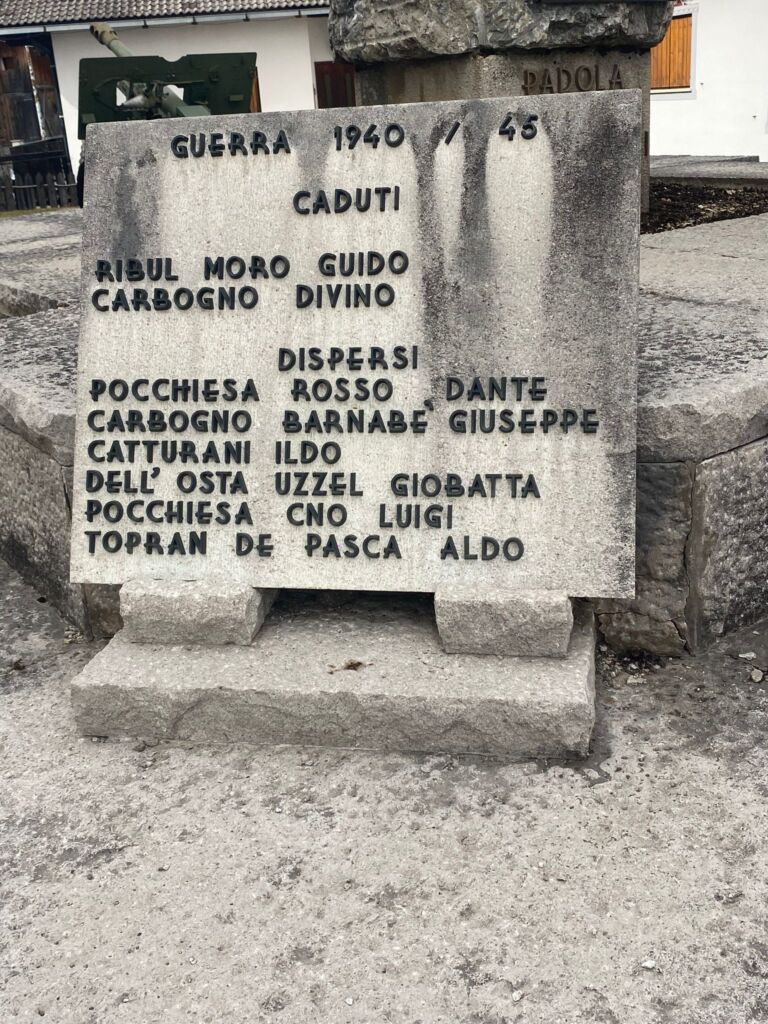 PADOLA
GUERRA 1940 / 45
CADUTI
RIBUL MORO GUIDO
CARBOGNO DIVINO
DISPERSI
POCCHIESA ROSSO DANTE
CARBOGNO BARNABE' GIUSEPPE
CATTURANI ILDO
DELL' OSTA UZZEL GIOBATTA
POCCHIESA CNO LUIGI
TOPRAN DE PASCA ALDO